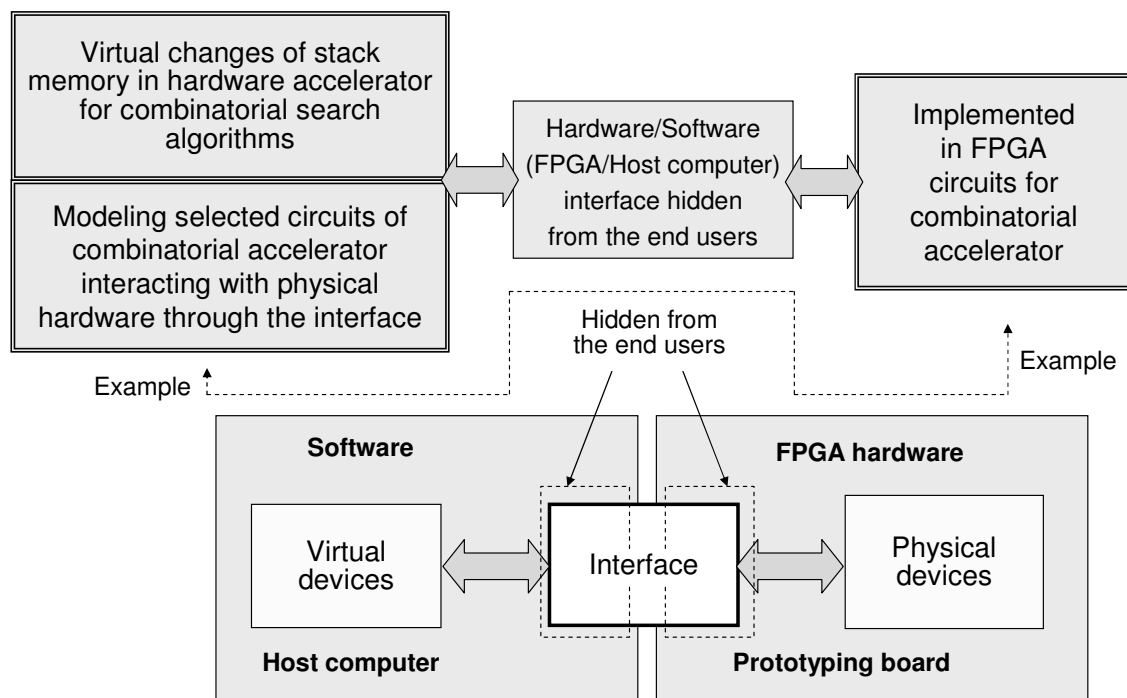 Virtual changes of stack
memory in hardware accelerator
for combinatorial search
algorithms
Modeling selected circuits of
combinatorial accelerator
interacting with physical
hardware through the interface
Hardware/Software
(FPGA/Host computer)
interface hidden
from the end users
Implemented
in FPGA
circuits for
combinatorial
accelerator
Hidden from
the end users
Example
Example
Software
FPGA hardware
Virtual
devices
Interface
Physical
devices
Host computer
Prototyping board